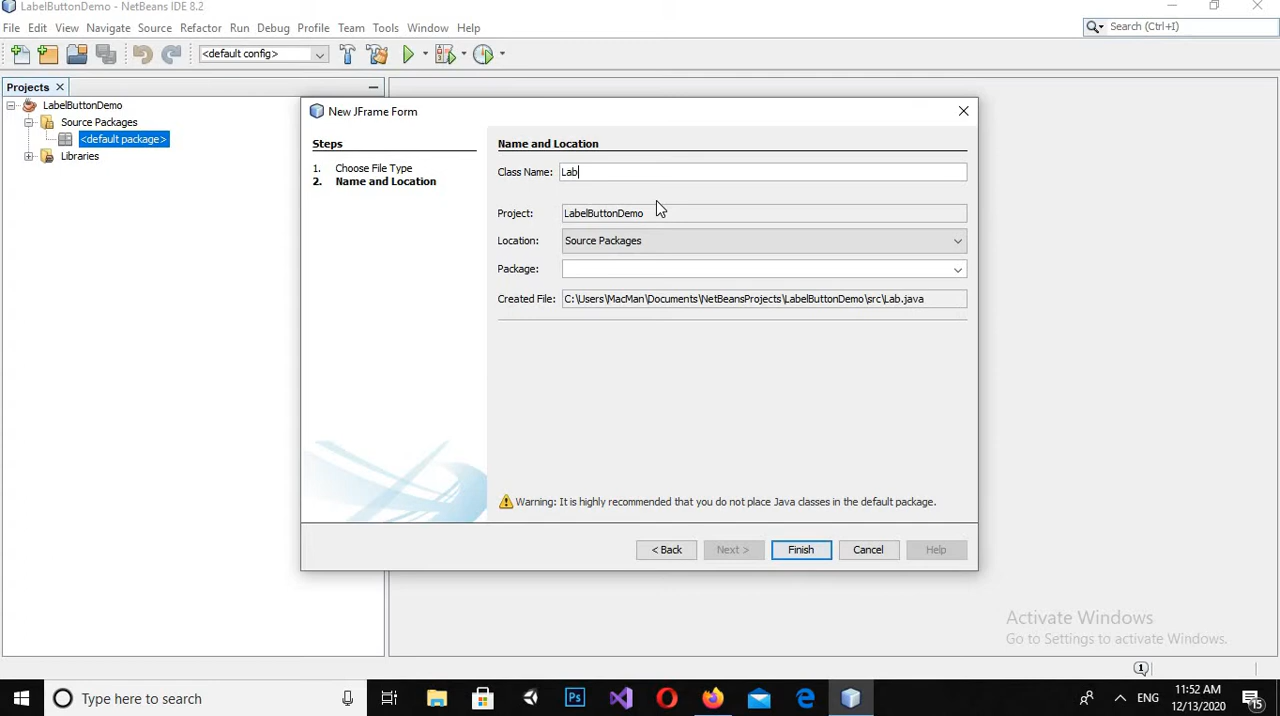 LabelButtonDemo - NetBeans IDE 8.2
File Edit View Navigate Source Refactor Run Debug Profile Team Tools Window Help
Search (Ctrl+I)
<default config>
Projects
LabelButtonDemo
Source Packages
<default package>
Libraries
New JFrame Form
Steps
1. Choose File Type
2. Name and Location
Name and Location
Class Name: Lab
Project: LabelButtonDemo
Location: Source Packages
Package:
Created File: C:\Users\MacMan\Documents\NetBeansProjects\LabelButtonDemo\src\Lab.java
Warning: It is highly recommended that you do not place Java classes in the default package.
< Back Next > Finish Cancel Help
Activate Windows
Go to Settings to activate Windows.
1
Type here to search
Ps
ENG
11:52 AM
12/13/2020
15